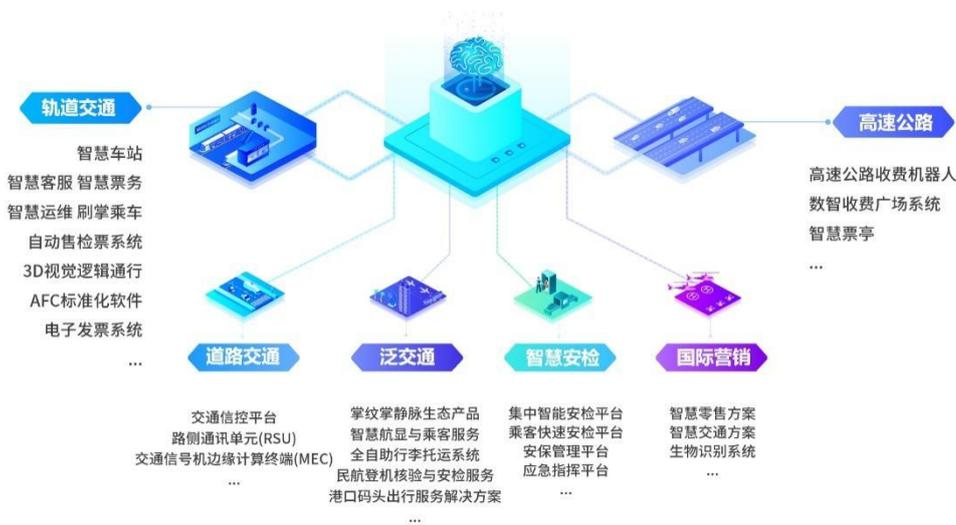 轨道交通
智慧车站
智慧客服 智慧票务
智慧运维 刷掌乘车
自动售检票系统
3D视觉逻辑通行
AFC标准化软件
电子发票系统
...
高速公路
高速公路收费机器人
数智收费广场系统
智慧票亭
...
道路交通
交通信控平台
路侧通讯单元(RSU)
交通信号机边缘计算终端(MEC)
...
泛交通
掌纹掌静脉生态产品
智慧航显与乘客服务
全自助行李托运系统
民航登机核验与安检服务
港口码头出行服务解决方案
...
智慧安检
集中智能安检平台
乘客快速安检平台
安保管理平台
应急指挥平台
...
国际营销
智慧零售方案
智慧交通方案
生物识别系统
...